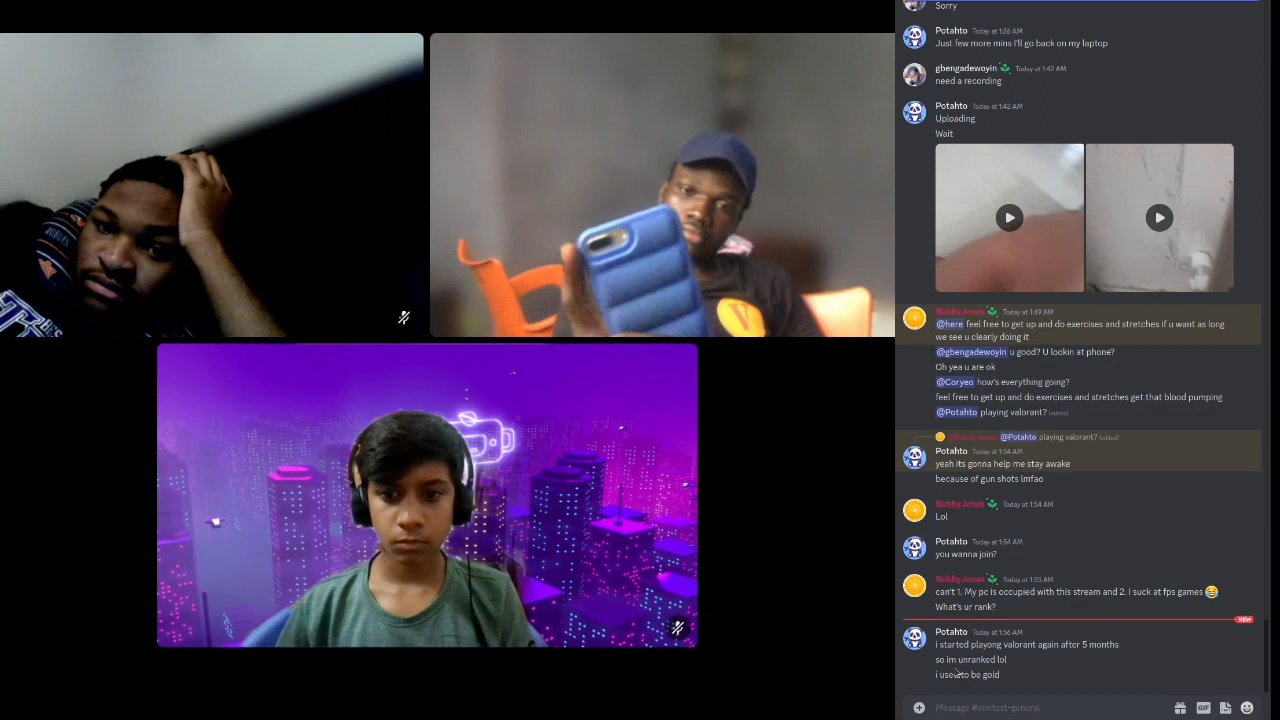 Sorry
Potahto Today at 1:26 AM
Just few more mins I'll go back on my laptop
gbengadewoyin Today at 1:42 AM
need a recording
Potahto Today at 1:42 AM
Uploading
Wait
BobbyJonas Today at 1:49 AM
@here feel free to get up and do exercises and stretches if u want as long
we see u clearly doing it
@gbengadewoyin u good? U lookin at phone?
Oh yea u are ok
@Coryeo how's everything going?
feel free to get up and do exercises and stretches get that blood pumping
@Potahto playing valorant? (edited)
@BobbyJonas @Potahto playing valorant? (edited)
Potahto Today at 1:54 AM
yeah its gonna help me stay awake
because of gun shots lmfao
BobbyJonas Today at 1:54 AM
Lol
Potahto Today at 1:54 AM
you wanna join?
BobbyJonas Today at 1:55 AM
can't 1. My pc is occupied with this stream and 2. I suck at fps games 😂
What's ur rank?
NEW
Potahto Today at 1:56 AM
i started playong valorant again after 5 months
so im unranked lol
i used to be gold
Message #contest-general
GIF